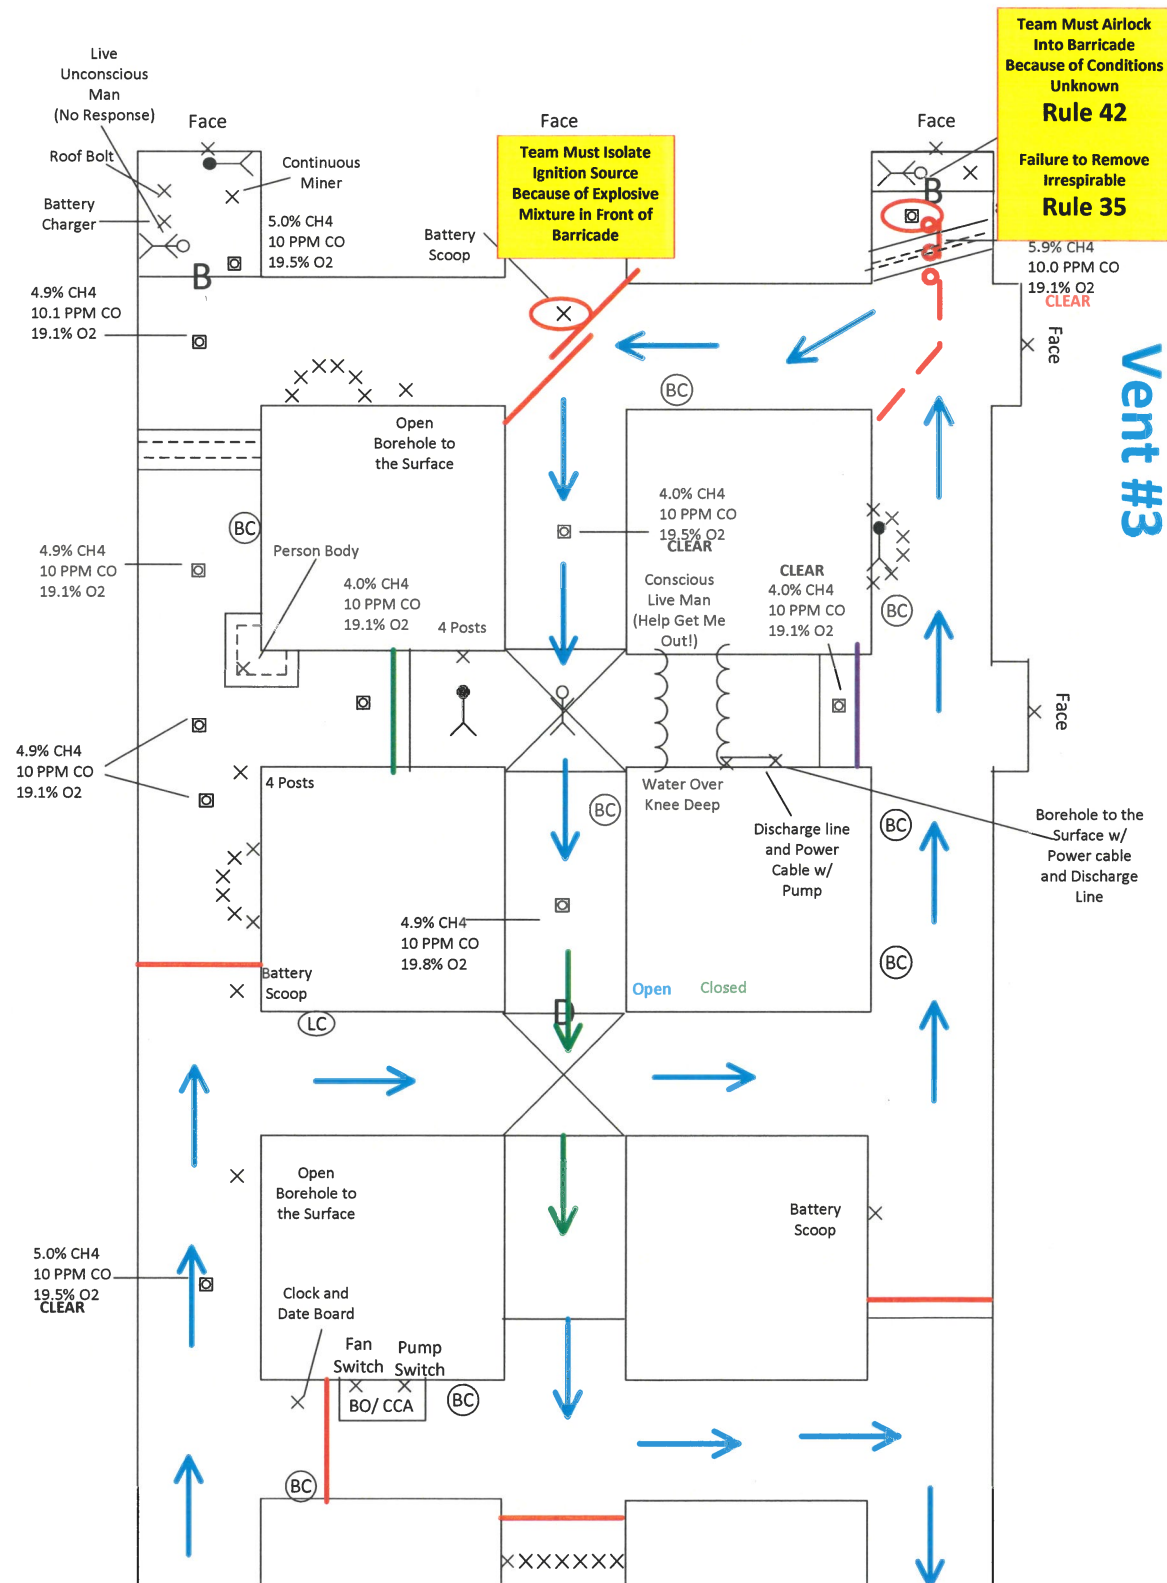 Team Must Airlock
Into Barricade
Because of Conditions
Unknown
Rule 42
Failure to Remove
Irrespirable
Rule 35
Live
Unconscious
Man
(No Response)
Face
Face
Face
Team Must Isolate
Ignition Source
Because of Explosive
Mixture in Front of
Barricade
Roof Bolt
Continuous
Miner
Battery
Charger
5.0% CH4
10 PPM CO
19.5% O2
Battery
Scoop
B
B
5.9% CH4
10.0 PPM CO
19.1% O2
CLEAR
4.9% CH4
10.1 PPM CO
19.1% O2
Face
Vent #3
BC
Open
Borehole to
the Surface
4.0% CH4
10 PPM CO
19.5% O2
CLEAR
BC
4.9% CH4
10 PPM CO
19.1% O2
Person Body
4.0% CH4
10 PPM CO
19.1% O2
4 Posts
Conscious
Live Man
(Help Get Me
Out!)
CLEAR
4.0% CH4
10 PPM CO
19.1% O2
BC
Face
4.9% CH4
10 PPM CO
19.1% O2
4 Posts
BC
Water Over
Knee Deep
Discharge line
and Power
Cable w/
Pump
BC
Borehole to the
Surface w/
Power cable
and Discharge
Line
4.9% CH4
10 PPM CO
19.8% O2
BC
Battery
Scoop
LC
D
Open
Closed
Open
Borehole to
the Surface
Battery
Scoop
5.0% CH4
10 PPM CO
19.5% O2
CLEAR
Clock and
Date Board
Fan
Switch
Pump
Switch
BO/ CCA
BC
BC